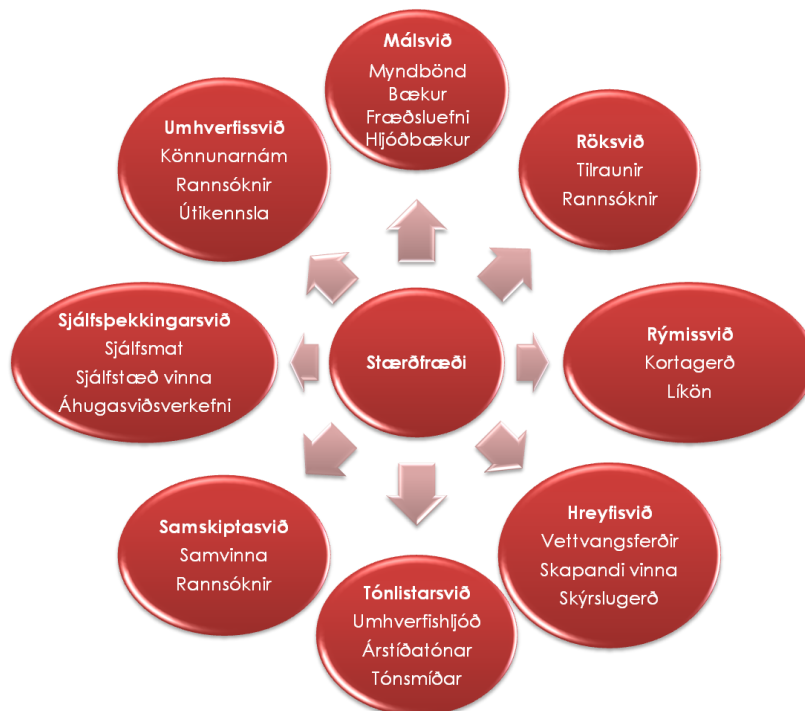 Málsvið
Myndbönd
Bækur
Fræðsluefni
Hljóðbækur
Umhverfissvið
Könnunarnám
Rannsóknir
Útikennsla
Röksvið
Tilraunir
Rannsóknir
Sjálfsþekkingarsvið
Sjálfsmat
Sjálfstæð vinna
Áhugasviðsverkefni
Stærðfræði
Rýmissvið
Kortagerð
Líkön
Samskiptasvið
Samvinna
Rannsóknir
Hreyfisvið
Vettvangsferðir
Skapandi vinna
Skýrslugerð
Tónlistarsvið
Umhverfishljóð
Árstíðatónar
Tónsmíðar